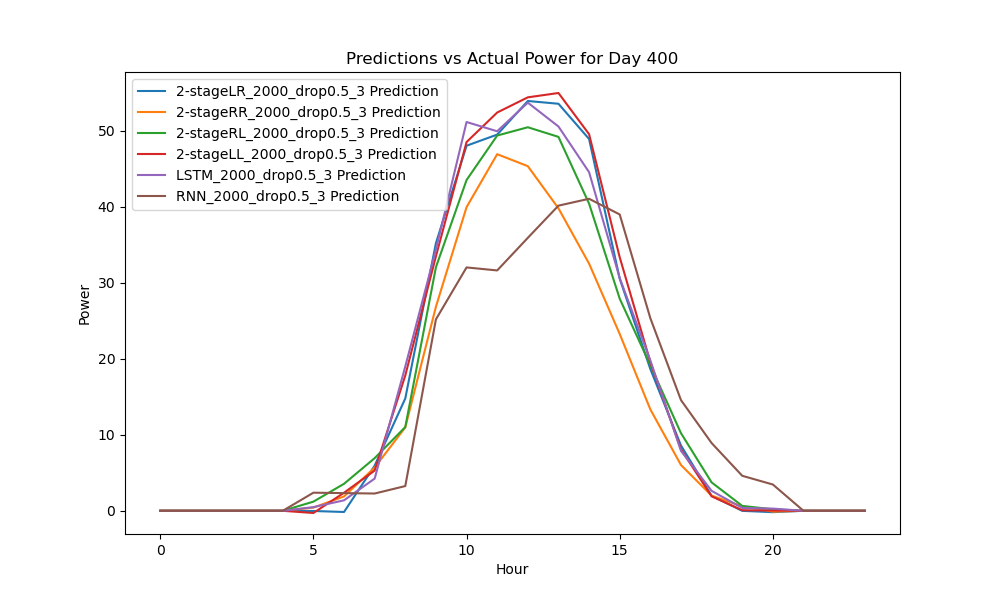 Predictions vs Actual Power for Day 400
2-stageLR_2000_drop0.5_3 Prediction
2-stageRR_2000_drop0.5_3 Prediction
2-stageRL_2000_drop0.5_3 Prediction
2-stageLL_2000_drop0.5_3 Prediction
LSTM_2000_drop0.5_3 Prediction
RNN_2000_drop0.5_3 Prediction
Power
50
40
30
20
10
0
0 5 10 15 20
Hour